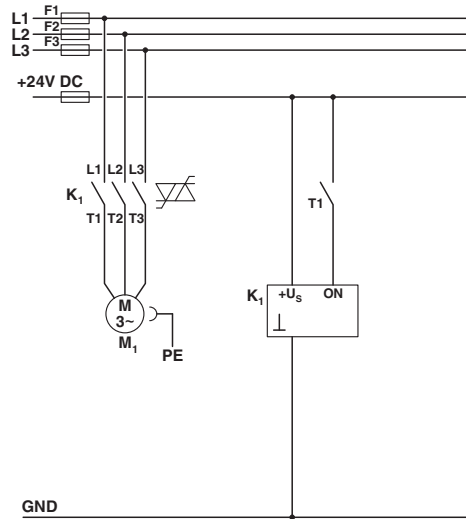 L1 F1
L2 F2
L3 F3
+24V DC
L1 L2 L3
K1
T1 T2 T3
T1
K1 +US ON
M
3~
M1
PE
GND